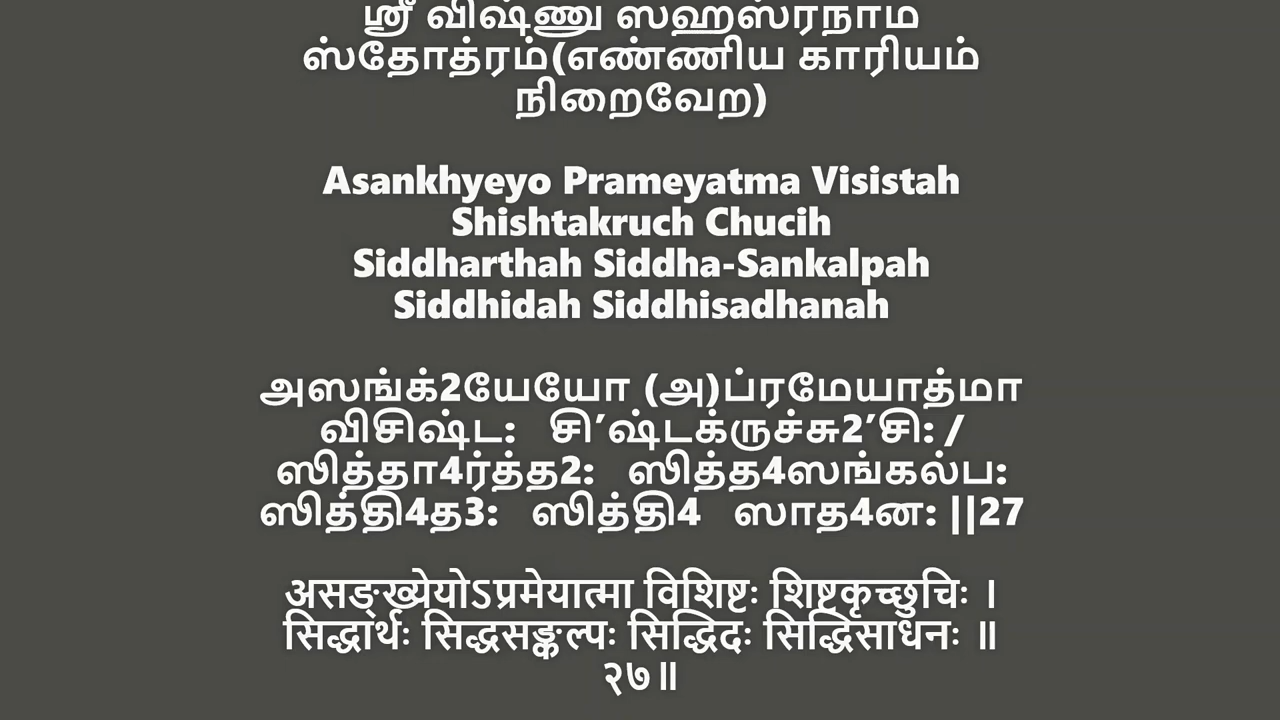 ஸ்ரீ விஷ்ணு ஸஹஸ்ரநாம
ஸ்தோத்ரம்(எண்ணிய காரியம்
நிறைவேற)
Asankhyeyo Prameyatma Visistah
Shishtakruch Chucih
Siddharthah Siddha-Sankalpah
Siddhidah Siddhisadhanah
அஸங்க்2யேயோ (அ)ப்ரமேயாத்மா
விசிஷ்ட: சி’ஷ்டக்ருச்சு2’சி: /
ஸித்தா4ர்த்த2: ஸித்த4ஸங்கல்ப:
ஸித்தி4த3: ஸித்தி4 ஸாத4ன: ||27
असङ्ख्येयोऽप्रमेयात्मा विशिष्टः शिष्टकृच्छुचिः ।
सिद्धार्थः सिद्धसङ्कल्पः सिद्धिदः सिद्धिसाधनः ॥
२७॥